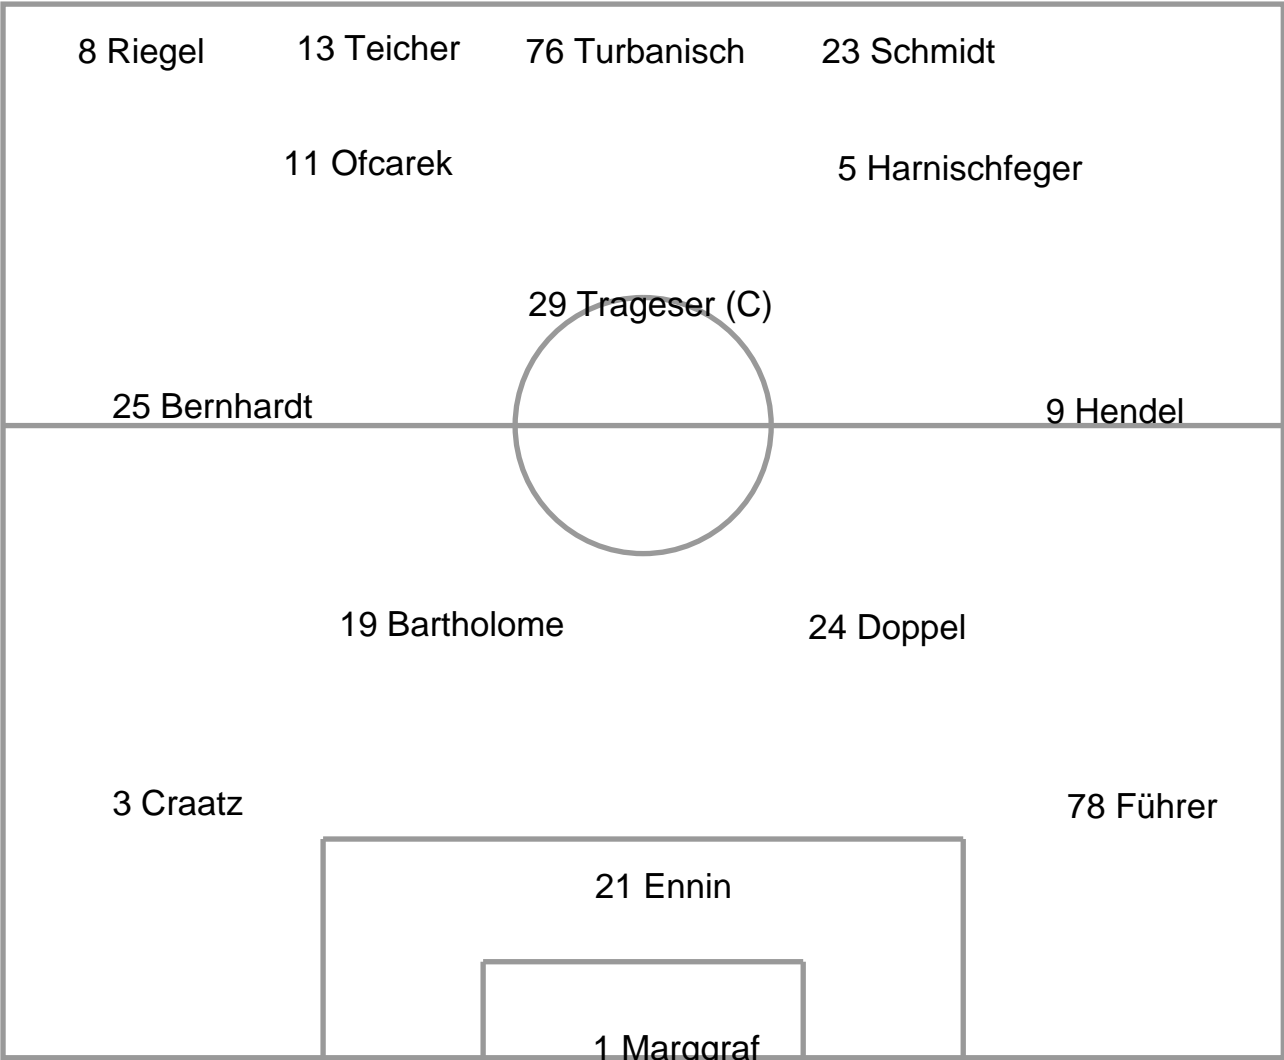 8 Riegel 13 Teicher 76 Turbanisch 23 Schmidt
11 Ofcarek 5 Harnischfeger
29 Trageser (C)
25 Bernhardt 9 Hendel
19 Bartholome 24 Doppel
3 Craatz 78 Führer
21 Ennin
1 Marggraf